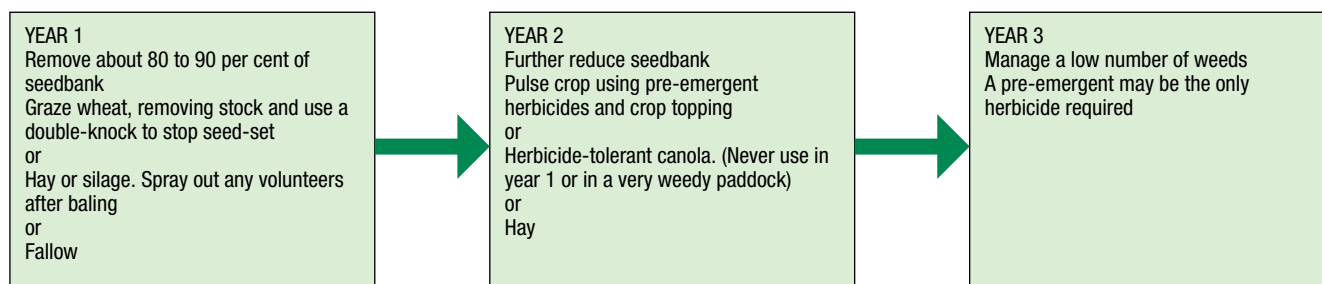 YEAR 1
Remove about 80 to 90 per cent of
seedbank
Graze wheat, removing stock and use a
double-knock to stop seed-set
or
Hay or silage. Spray out any volunteers
after baling
or
Fallow
YEAR 2
Further reduce seedbank
Pulse crop using pre-emergent
herbicides and crop topping
or
Herbicide-tolerant canola. (Never use in
year 1 or in a very weedy paddock)
or
Hay
YEAR 3
Manage a low number of weeds
A pre-emergent may be the only
herbicide required